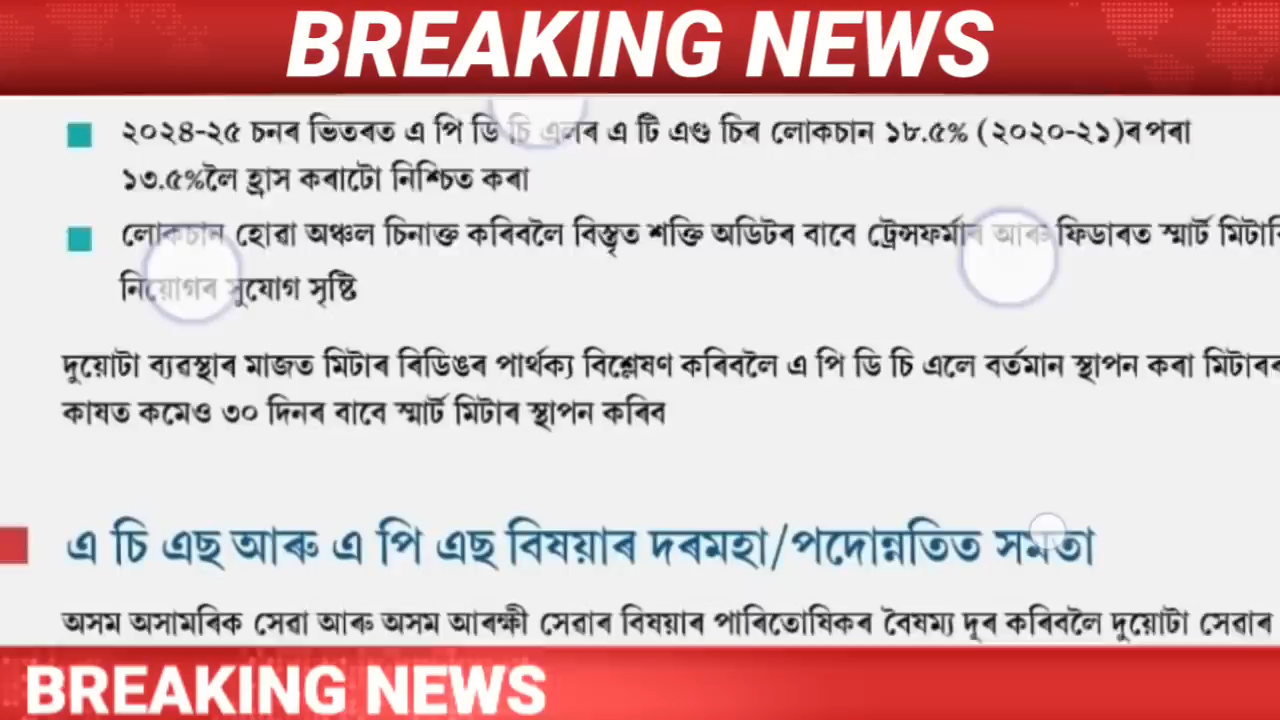 BREAKING NEWS
২০২৪-২৫ চনৰ ভিতৰত এ পি ডি চি এলৰ এ টি এণ্ড চিৰ লোকচান ১৮.৫% (২০২০-২১)ৰ পৰা
১৩.৫%লৈ হ্ৰাস কৰাটো নিশ্চিত কৰা
লোকচান হোৱা অঞ্চল চিনাক্ত কৰিবলৈ বিস্তৃত শক্তি অডিটৰ বাবে ট্ৰেন্সফৰ্মাৰ আৰু ফিডাৰত স্মাৰ্ট
নিয়োগৰ সুযোগ সৃষ্টি
দুয়োটা ব্যৱস্থাৰ মাজত মিটাৰ ৰিডিঙৰ পাৰ্থক্য বিশ্লেষণ কৰিবলৈ এ পি ডি চি এলে বৰ্তমান স্থাপন কৰা মিটাৰৰ
কাষত কমেও ৩০ দিনৰ বাবে স্মাৰ্ট মিটাৰ স্থাপন কৰিব
এ চি এছ আৰু এ পি এছ বিষয়াৰ দৰমহা/পদোন্নতিত সমতা
অসম অসামৰিক সেৱা আৰু অসম আৰক্ষী সেৱাৰ বিষয়াৰ পাৰিতোষিকৰ বৈষম্য দূৰ কৰিবলৈ দুয়োটা সেৱাৰ
BREAKING NEWS